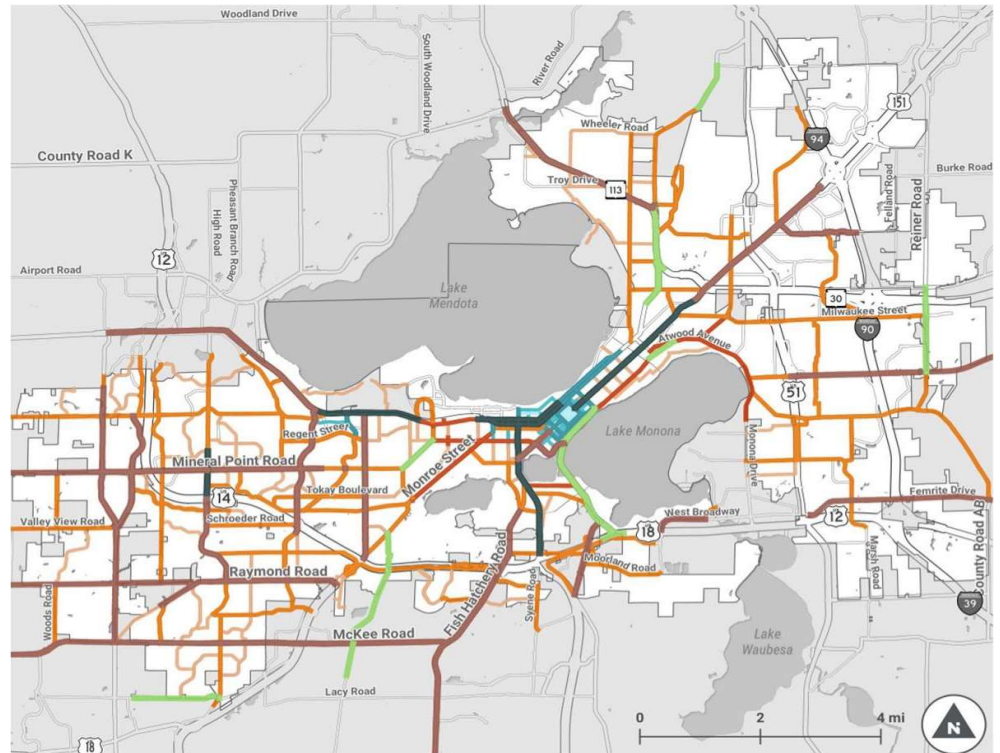 Woodland Drive
South Woodland Drive
River Road
151
94
Wheeler Road
County Road K
Burke Road
Troy Drive
113
Felland Road
Reiner Road
Pheasant Branch Road
High Road
12
Airport Road
Lake
Mendota
30
Milwaukee Street
90
Atwood Avenue
51
Regent Street
Lake Monona
Monroe Street
Monona Drive
Mineral Point Road
14
Tokay Boulevard
Femrite Drive
Valley View Road
Schroeder Road
West Broadway
12
18
County Road AB
Marsh Road
Moorland Road
Raymond Road
Fish Hatchery Road
Syene Road
Woods Road
39
McKee Road
Lake
Waubesa
Lacy Road
0 2 4 mi
N
18